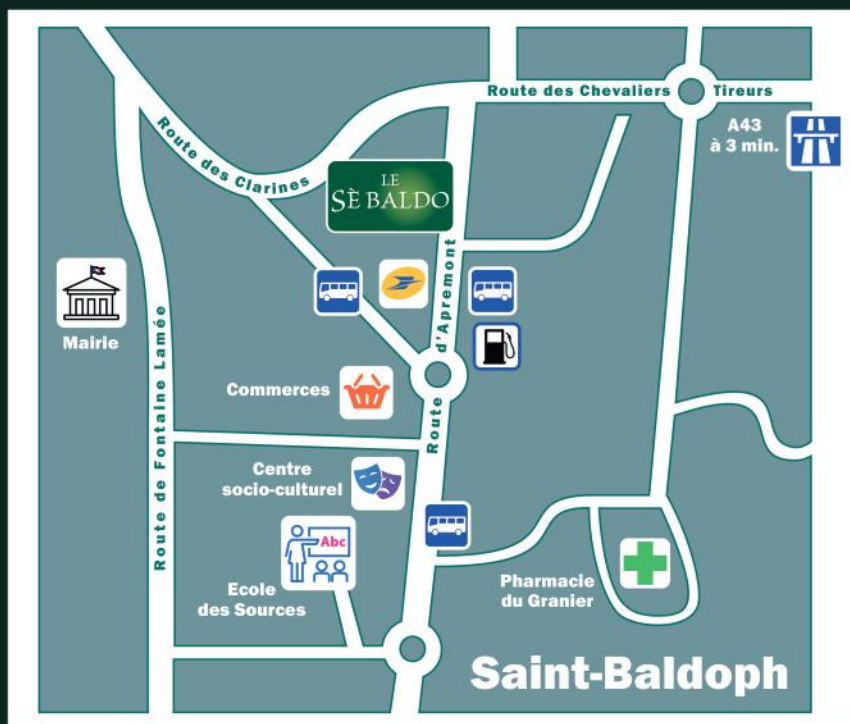 Route des Chevaliers Tireurs
A43
à 3 min.
Route des Clarines
LE
SÈ BALDO
Route d'Apremont
Mairie
Route de Fontaine Lamée
Commerces
Centre
socio-culturel
Abc
Ecole
des Sources
Pharmacie
du Granier
Saint-Baldoph